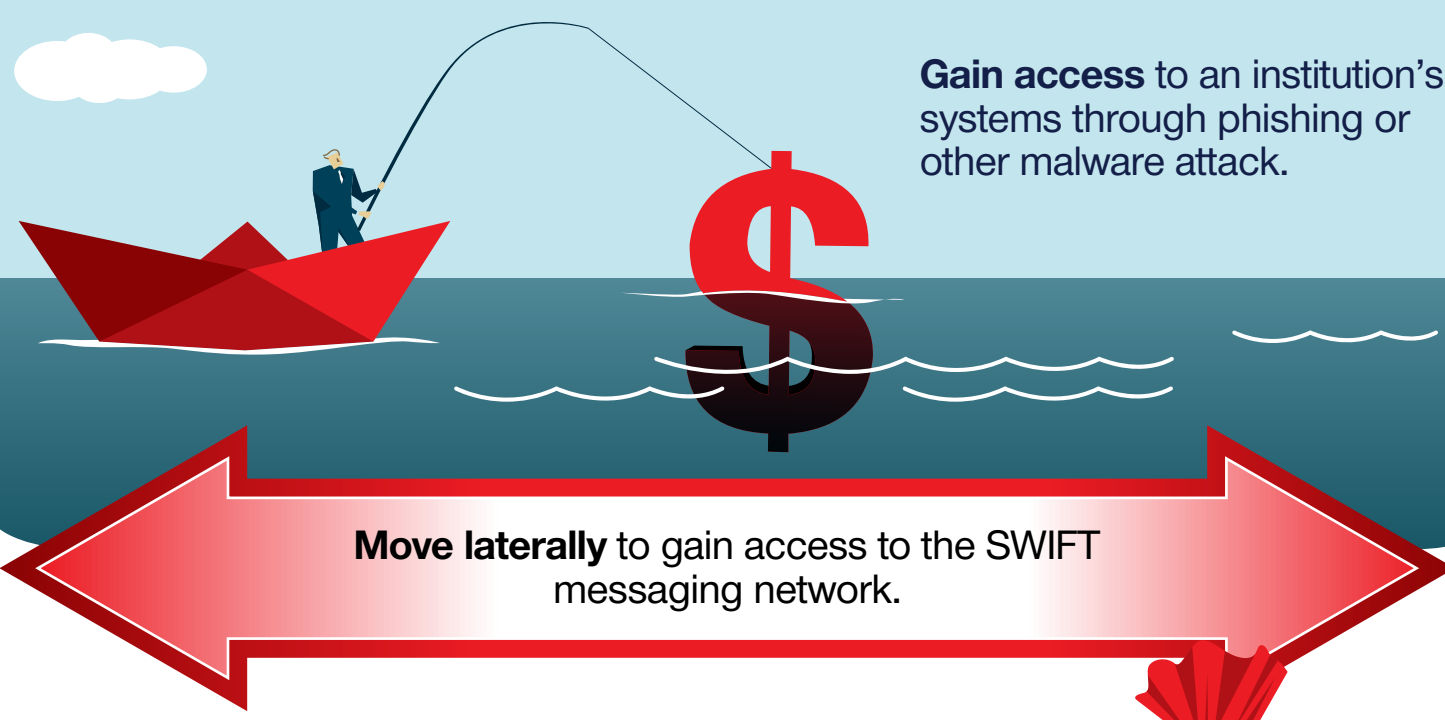 Gain access to an institution's
systems through phishing or
other malware attack.
Move laterally to gain access to the SWIFT
messaging network.